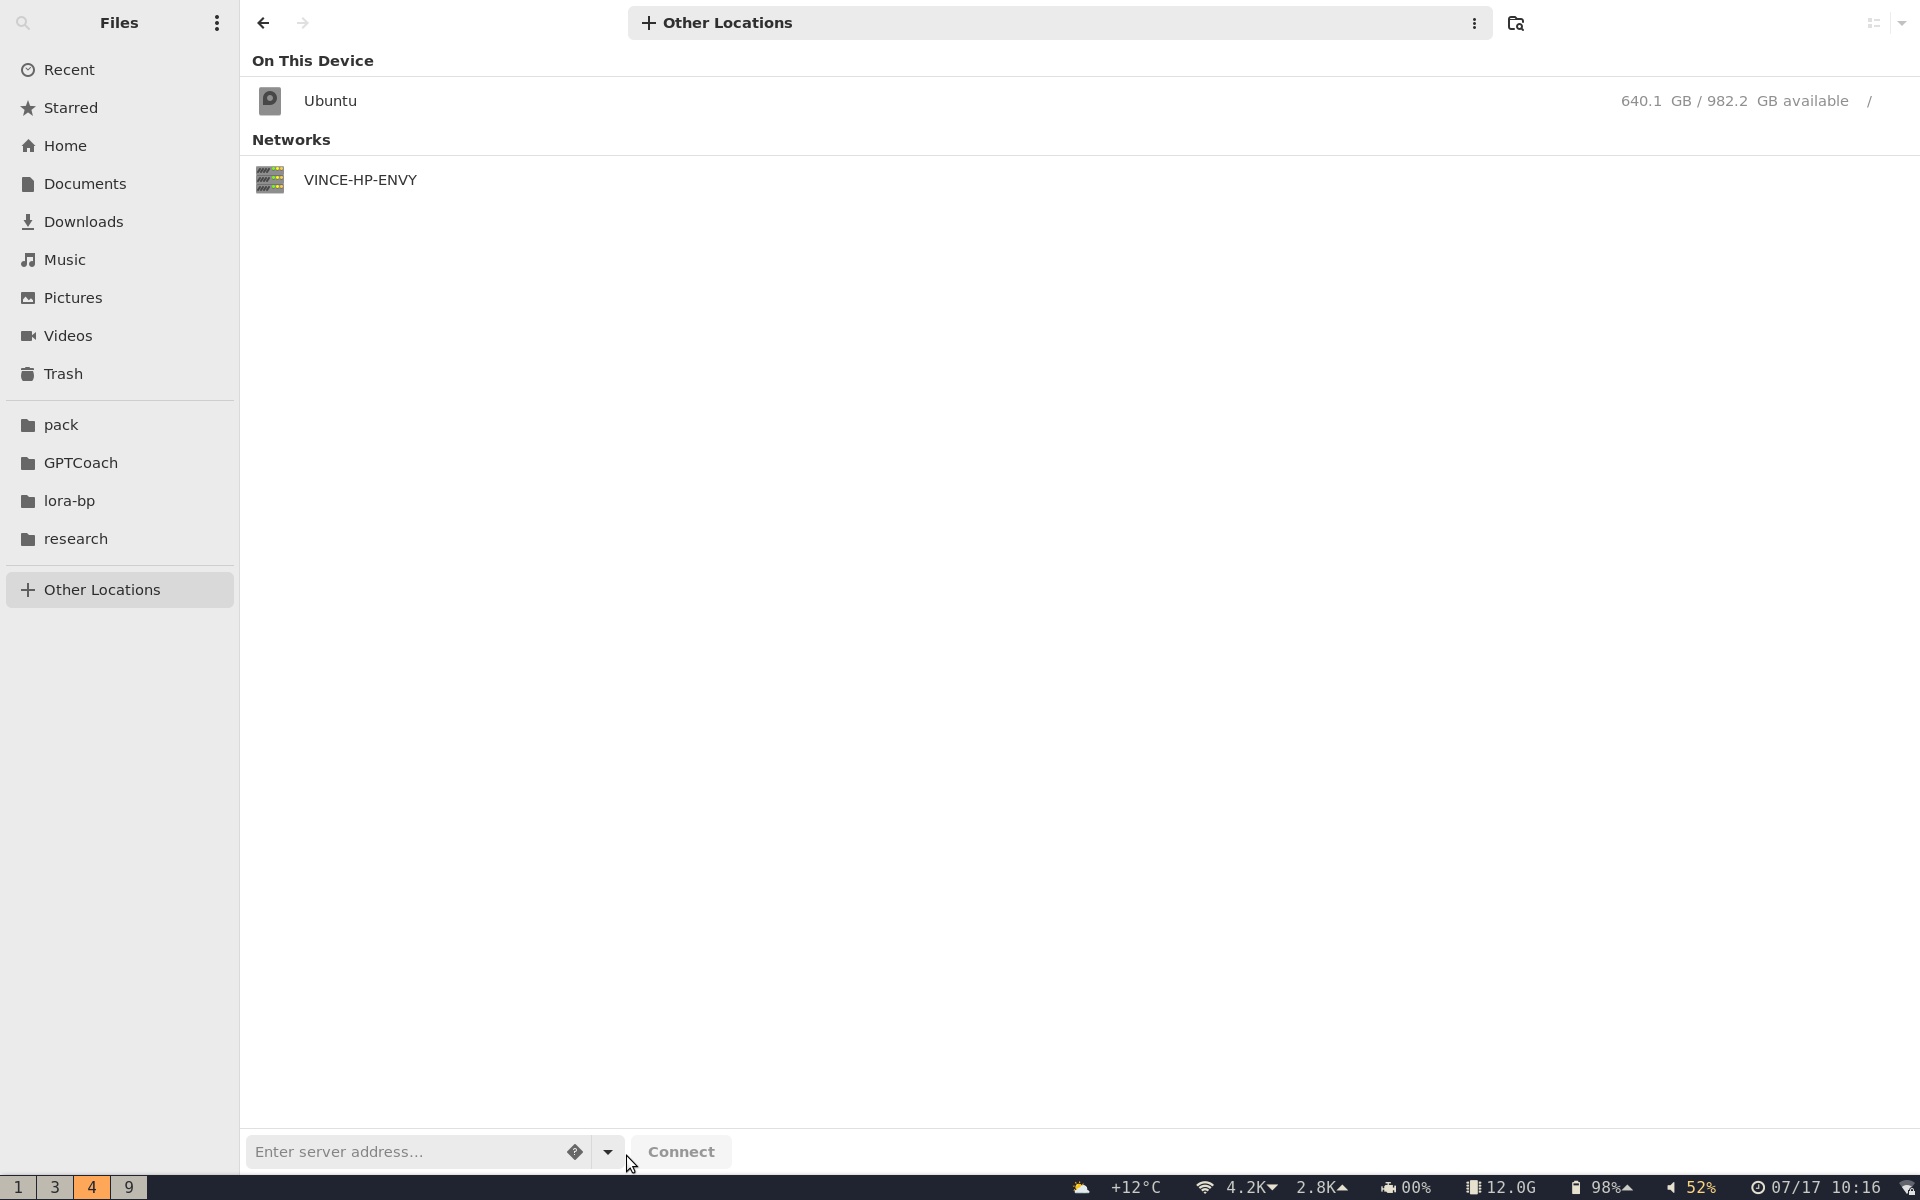 Files
Other Locations
Recent
Starred
Home
Documents
Downloads
Music
Pictures
Videos
Trash
pack
GPTCoach
lora-bp
research
Other Locations
On This Device
Ubuntu 640.1 GB / 982.2 GB available /
Networks
VINCE-HP-ENVY
Enter server address… Connect
1 3 4 9 +12°C 4.2K 2.8K 00% 12.0G 98% 52% 07/17 10:16